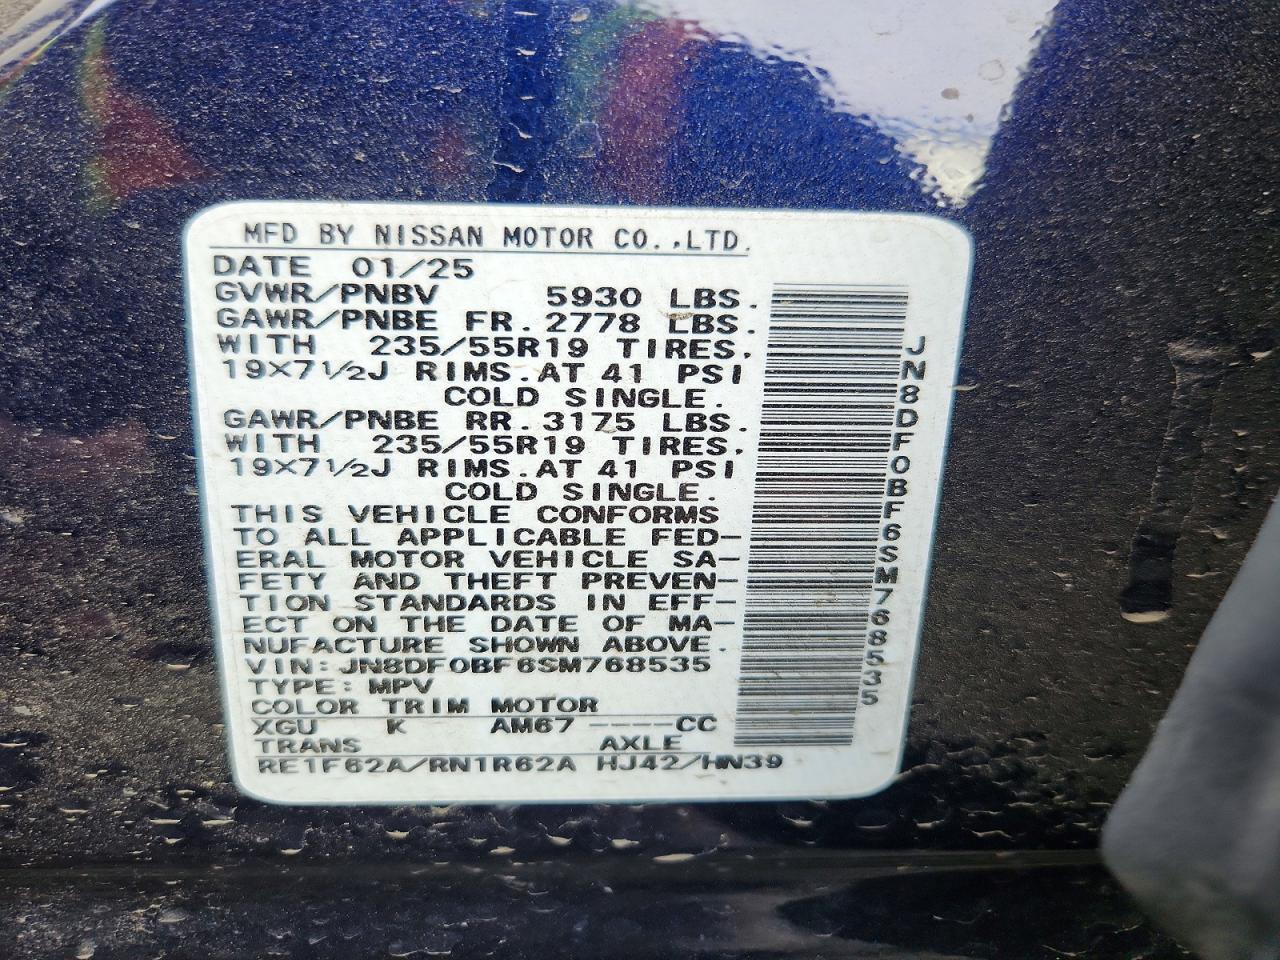 MFD BY NISSAN MOTOR CO.,LTD.
DATE 01/25
GVWR/PNBV 5930 LBS.
GAWR/PNBE FR. 2778 LBS.
WITH 235/55R19 TIRES.
19X7½J RIMS.AT 41 PSI
COLD SINGLE.
GAWR/PNBE RR. 3175 LBS.
WITH 235/55R19 TIRES.
19X7½J RIMS.AT 41 PSI
COLD SINGLE.
THIS VEHICLE CONFORMS
TO ALL APPLICABLE FED-
ERAL MOTOR VEHICLE SA-
FETY AND THEFT PREVEN-
TION STANDARDS IN EFF-
ECT ON THE DATE OF MA-
NUFACTURE SHOWN ABOVE.
VIN: JN8DF0BF6SM768535
TYPE: MPV
COLOR TRIM MOTOR
XGU K AM67 ----CC
TRANS AXLE
RE1F62A/RN1R62A HJ42/HN39
JN8DF0BF6SM768535